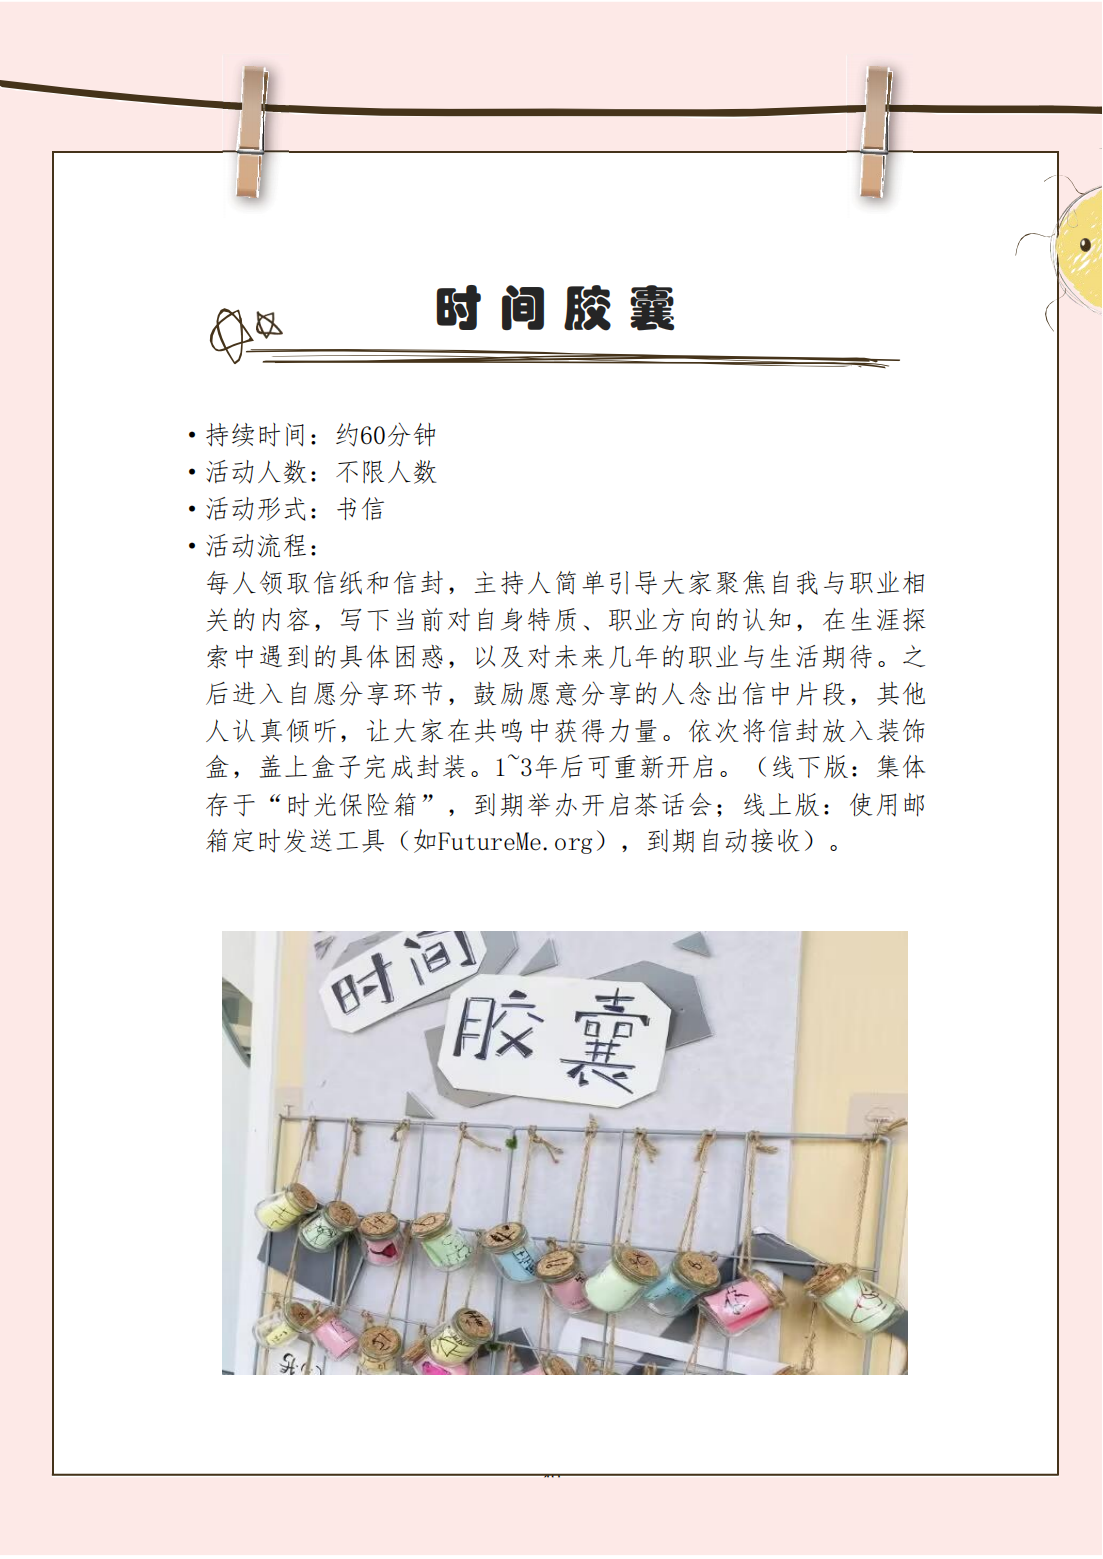 时间胶囊
•持续时间：约60分钟
•活动人数：不限人数
•活动形式：书信
•活动流程：
每人领取信纸和信封，主持人简单引导大家聚焦自我与职业相
关的内容，写下当前对自身特质、职业方向的认知，在生涯探
索中遇到的具体困惑，以及对未来几年的职业与生活期待。之
后进入自愿分享环节，鼓励愿意分享的人念出信中片段，其他
人认真倾听，让大家在共鸣中获得力量。依次将信封放入装饰
盒，盖上盒子完成封装。1~3年后可重新开启。（线下版：集体
存于“时光保险箱”，到期举办开启茶话会；线上版：使用邮
箱定时发送工具（如FutureMe.org），到期自动接收）。
时间
胶囊